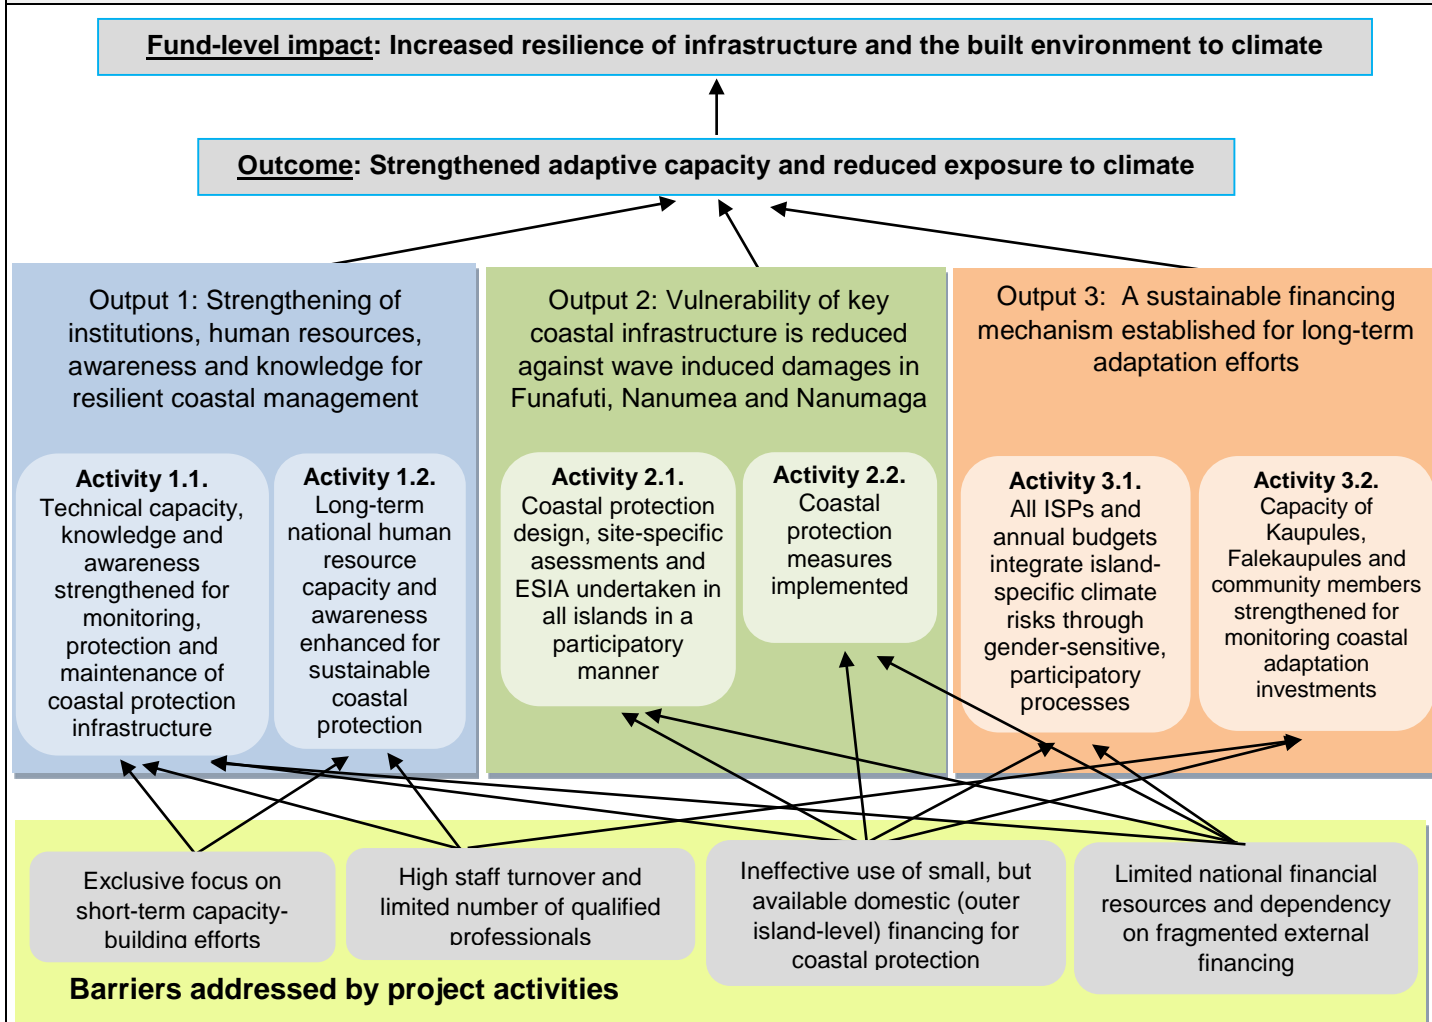 Fund-level impact: Increased resilience of infrastructure and the built environment to climate
Outcome: Strengthened adaptive capacity and reduced exposure to climate
Output 1: Strengthening of
institutions, human resources,
awareness and knowledge for
resilient coastal management
Activity 1.1.
Technical capacity,
knowledge and
awareness
strengthened for
monitoring,
protection and
maintenance of
coastal protection
infrastructure
Activity 1.2.
Long-term
national human
resource
capacity and
awareness
enhanced for
sustainable
coastal
protection
Output 2: Vulnerability of key
coastal infrastructure is reduced
against wave induced damages in
Funafuti, Nanumea and Nanumaga
Activity 2.1.
Coastal protection
design, site-specific
asessments and
ESIA undertaken in
all islands in a
participatory
manner
Activity 2.2.
Coastal
protection
measures
implemented
Output 3:  A sustainable financing
mechanism established for long-term
adaptation efforts
Activity 3.1.
All ISPs and
annual budgets
integrate island-
specific climate
risks through
gender-sensitive,
participatory
processes
Activity 3.2.
Capacity of
Kaupules,
Falekaupules and
community members
strengthened for
monitoring coastal
adaptation
investments
Exclusive focus on
short-term capacity-
building efforts
High staff turnover and
limited number of qualified
professionals
Ineffective use of small, but
available domestic (outer
island-level) financing for
coastal protection
Limited national financial
resources and dependency
on fragmented external
financing
Barriers addressed by project activities